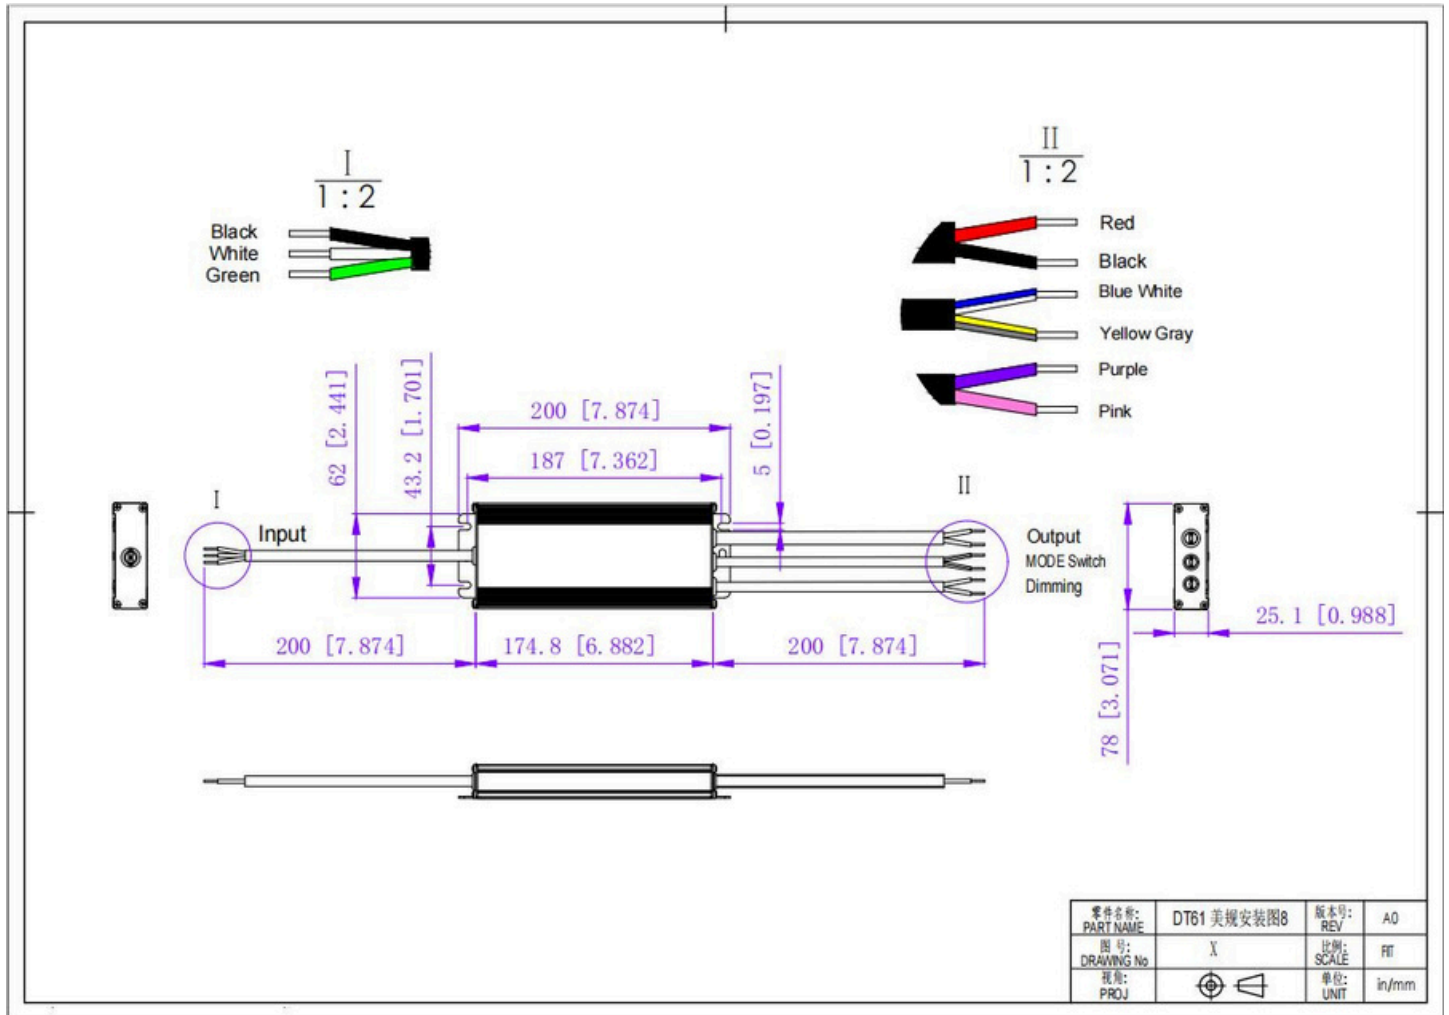 I
1 : 2
Black
White
Green
II
1 : 2
Red
Black
Blue White
Yellow Gray
Purple
Pink
62 [2. 441]
43. 2 [1. 701]
200 [7. 874]
187 [7. 362]
5 [0. 197]
I
Input
II
Output
MODE Switch
Dimming
200 [7. 874]
174. 8 [6. 882]
200 [7. 874]
78 [3. 071]
25. 1 [0. 988]
零件名称: DT61 美规安装图8 版本号: A0
PART NAME REV
图 号: X 比例: FIT
DRAWING No SCALE
视角: 单位: in/mm
PROJ UNIT